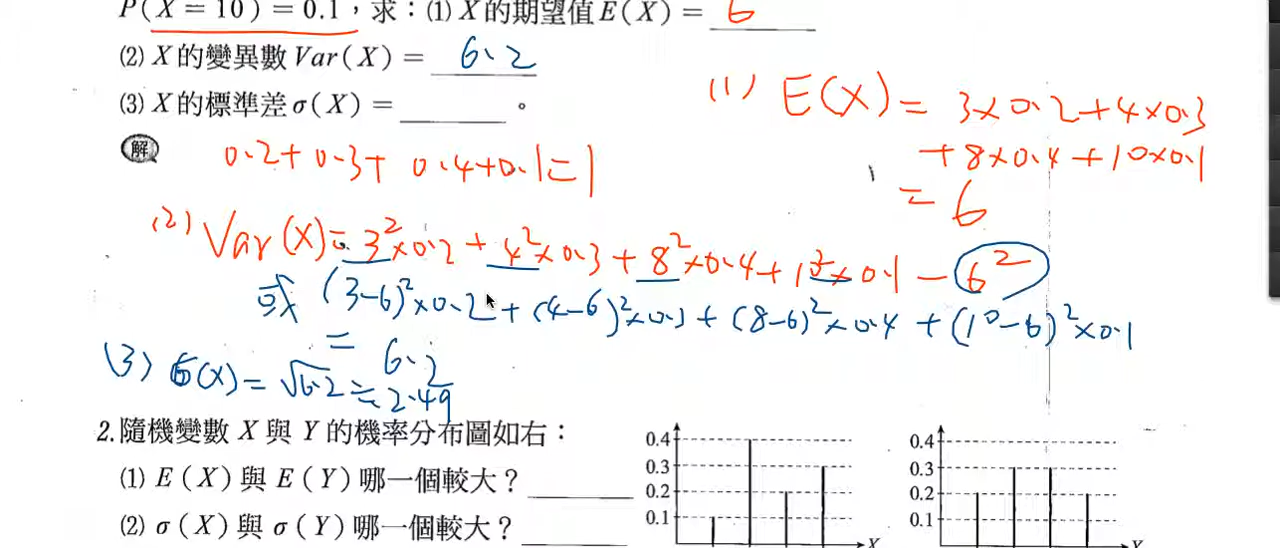 P(X=10)=0.1，求：(1) X的期望值E(X)= 6
(2) X的變異數Var(X)= 6.2
(3) X的標準差σ(X)= ＿＿＿。
(1) E(X)= 3×0.2+4×0.3
+8×0.4+10×0.1
= 6
解
0.2+0.3+0.4+0.1=1
(2) Var(X)= 3²×0.2+4²×0.3+8²×0.4+10²×0.1-6²
或 (3-6)²×0.2+(4-6)²×0.3+(8-6)²×0.4+(10-6)²×0.1
= 6.2
(3) σ(X)=√6.2≒2.49
2.隨機變數 X 與 Y 的機率分布圖如右：
(1) E(X)與E(Y)哪一個較大？
(2) σ(X)與σ(Y)哪一個較大？
0.4
0.3
0.2
0.1
X
0.4
0.3
0.2
0.1
Y